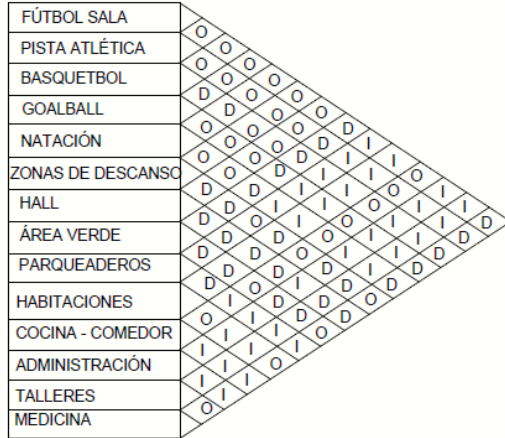 FÚTBOL SALA
O O O O O O D I I O I I D
PISTA ATLÉTICA
O O O O O D I I O I I D
BASQUETBOL
D D O O D I I O I I D
GOALBALL
O O O D I I O I I D
NATACIÓN
O O D I I O I I D
ZONAS DE DESCANSO
D D O I O D D O
HALL
D D D D I D D
ÁREA VERDE
D D O D D O
PARQUEADEROS
D I I I I
HABITACIONES
O I I O
COCINA - COMEDOR
I I I
ADMINISTRACIÓN
I I
TALLERES
O
MEDICINA